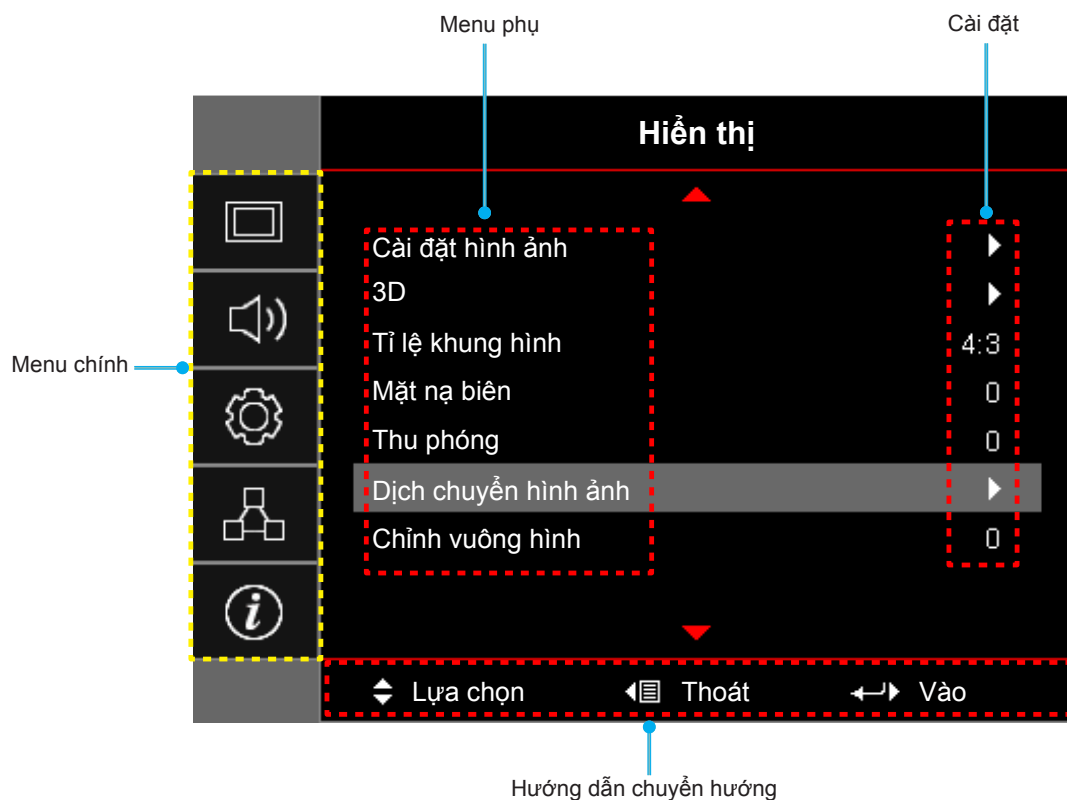 Menu phụ
Cài đặt
Hiển thị
Cài đặt hình ảnh
3D
Tỉ lệ khung hình 4:3
Menu chính
Mặt nạ biên 0
Thu phóng 0
Dịch chuyển hình ảnh
Chỉnh vuông hình 0
Lựa chọn Thoát Vào
Hướng dẫn chuyển hướng